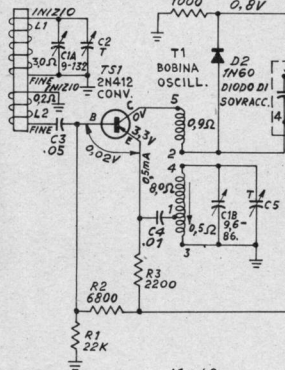 INIZIO
L1
3,0Ω
C1A
9-132
C2
T
FINE
INIZIO
0,2Ω
L2
FINE
C3
.05
TS1
2N412
CONV.
B
C
0V
3,3V
E
0,02V
0,5mA
1000
0,8V
T1
BOBINA
OSCILL.
5
0,9Ω
2
D2
1N60
DIODO DI
SOVRACC.
4
8,0Ω
1
0,5Ω
3
C4
.01
C1B
9,6-
86.
T
C5
R3
2200
R2
6800
R1
22K